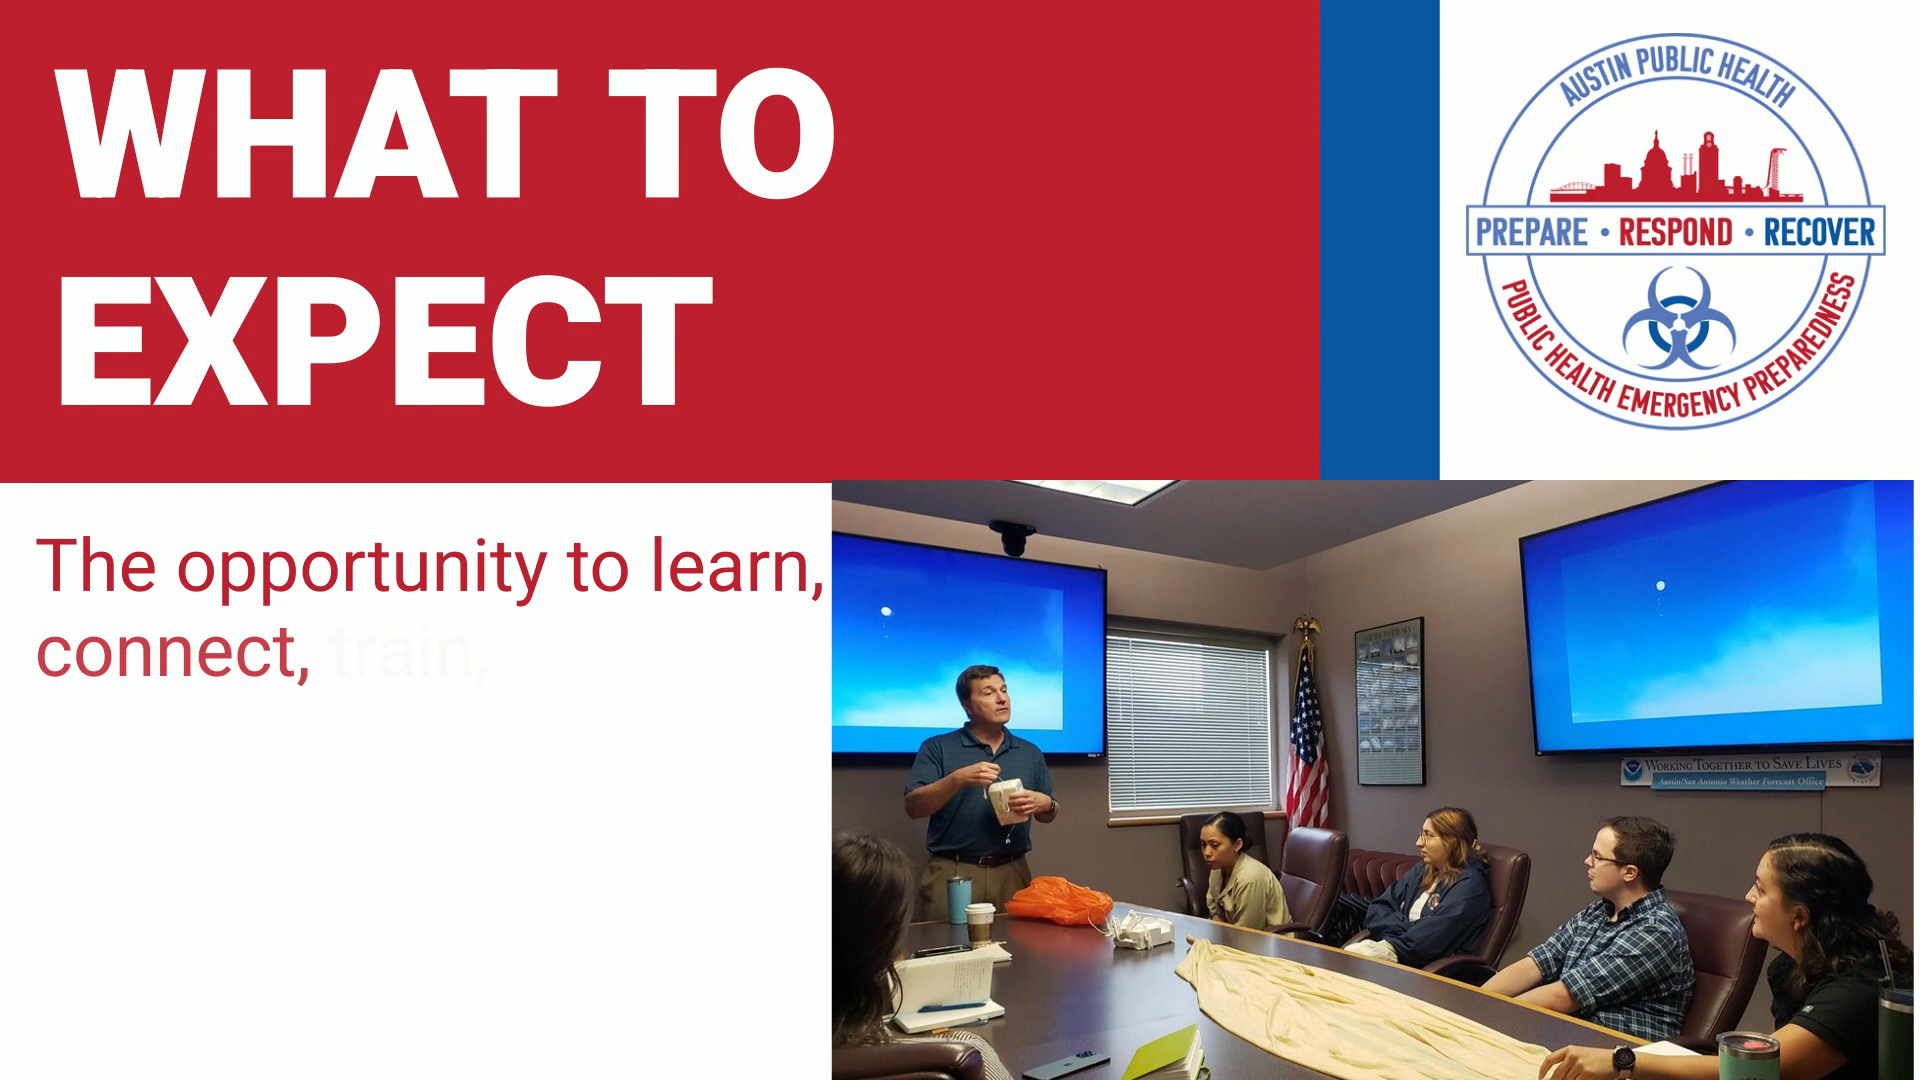 WHAT TO
EXPECT
AUSTIN PUBLIC HEALTH
PREPARE • RESPOND • RECOVER
PUBLIC HEALTH EMERGENCY PREPAREDNESS
The opportunity to learn,
connect, train,
WORKING TOGETHER TO SAVE LIVES
Austin/San Antonio Weather Forecast Office